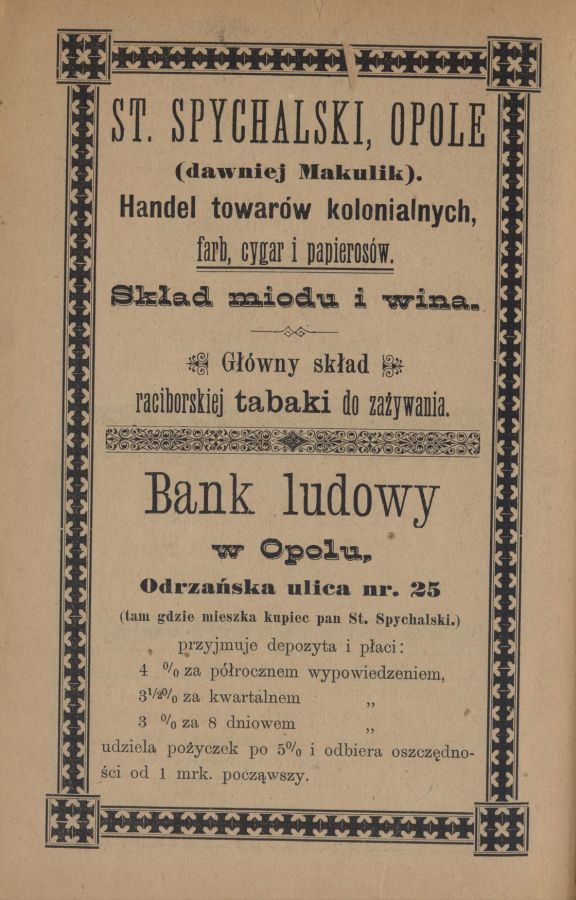 ST. SPYCHALSKI, OPOLE
(dawniej Makulik).
Handel towarów kolonialnych,
farb, cygar i papierosów.
Skład miodu i wina.
Główny skład
raciborskiej tabaki do zażywania.
Bank ludowy
w Opolu,
Odrzańska ulica nr. 25
(tam gdzie mieszka kupiec pan St. Spychalski.)
przyjmuje depozyta i płaci:
4 % za półrocznem wypowiedzeniem,
3½% za kwartalnem „
3 % za 8 dniowem „
udziela pożyczek po 5% i odbiera oszczędno-
ści od 1 mrk. począwszy.